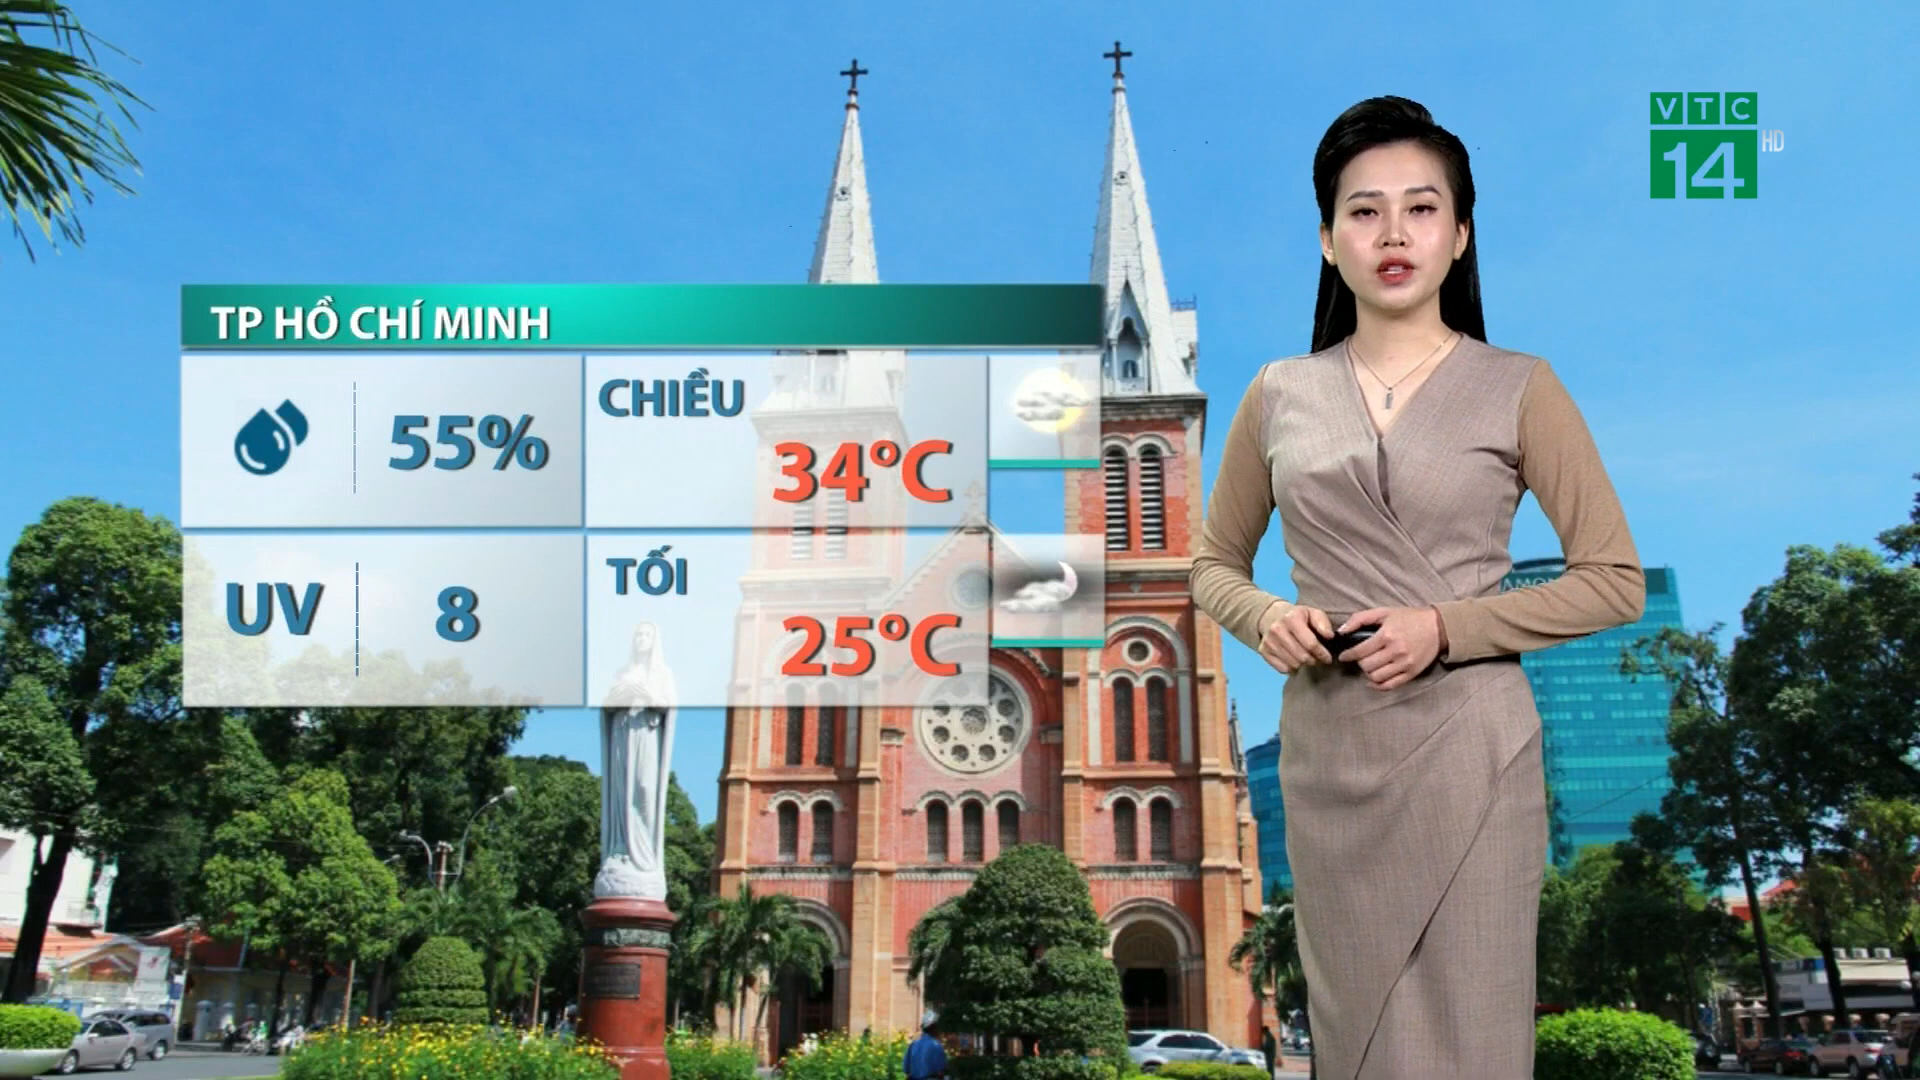 VTC
14 HD
TP HỒ CHÍ MINH
55%
CHIỀU
34°C
UV
8
TỐI
25°C